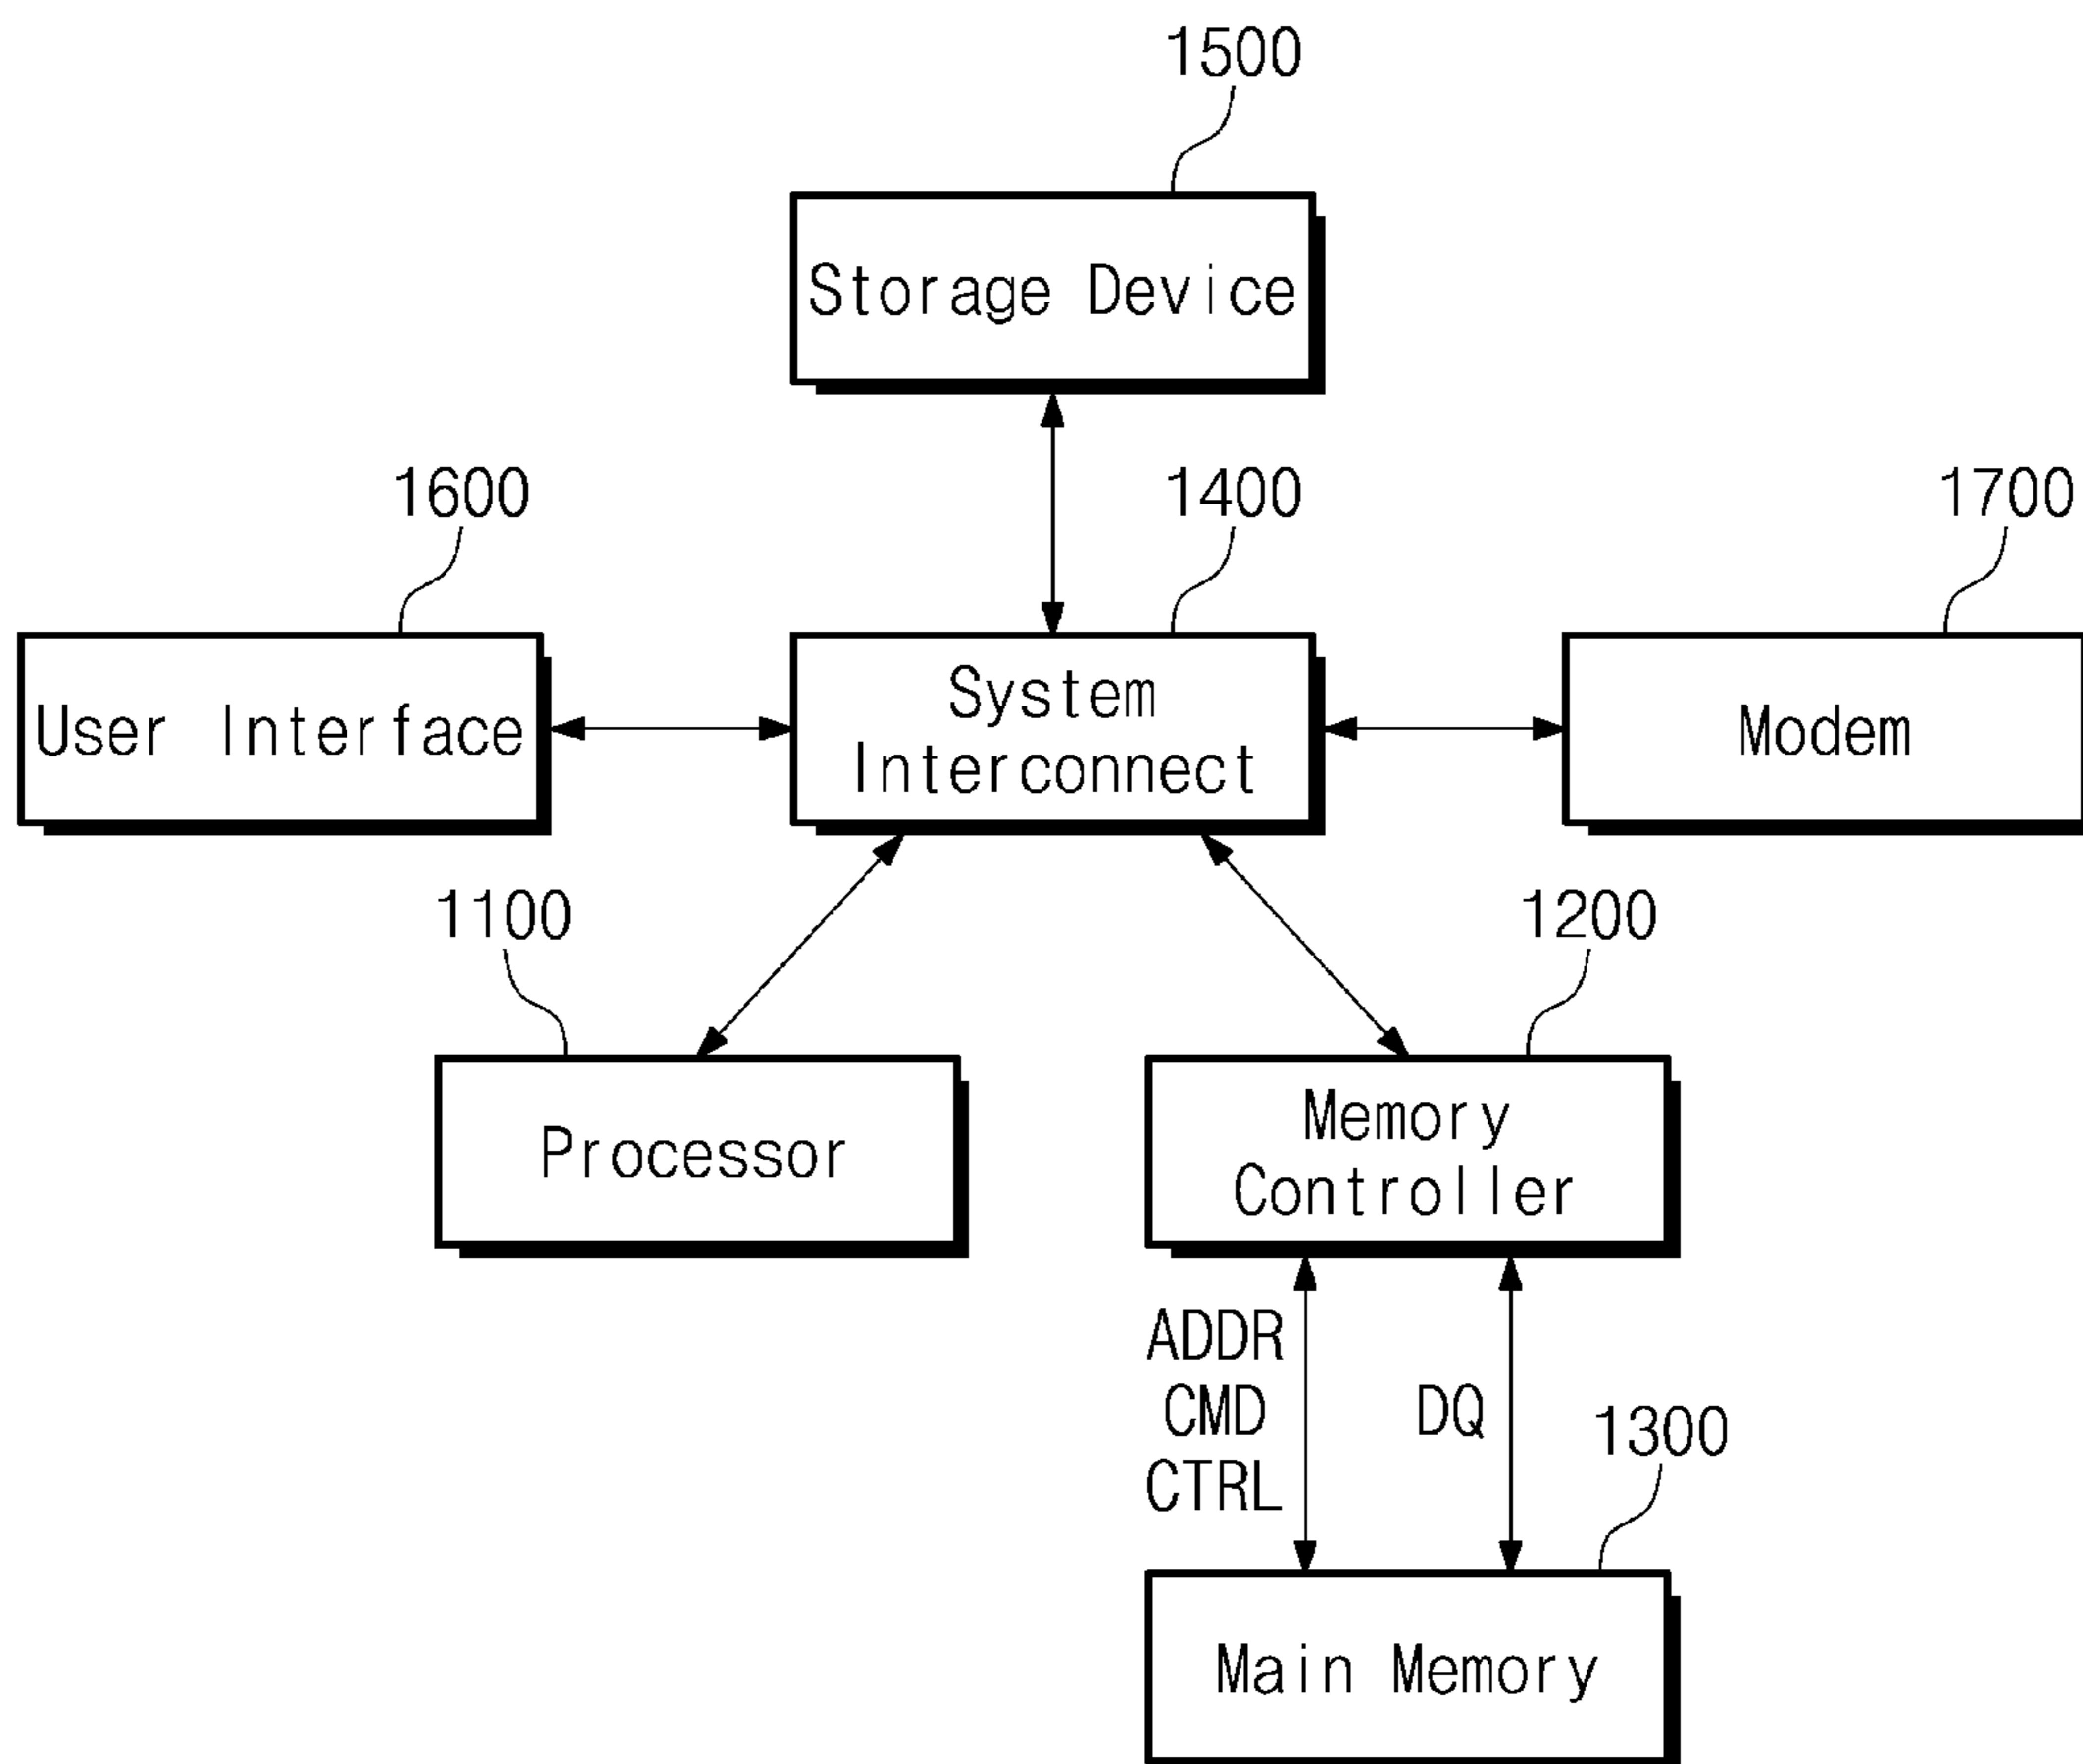 1500
Storage Device
1600
1400
1700
User Interface
System
Interconnect
Modem
1100
1200
Processor
Memory
Controller
ADDR
CMD
CTRL
DQ
1300
Main Memory